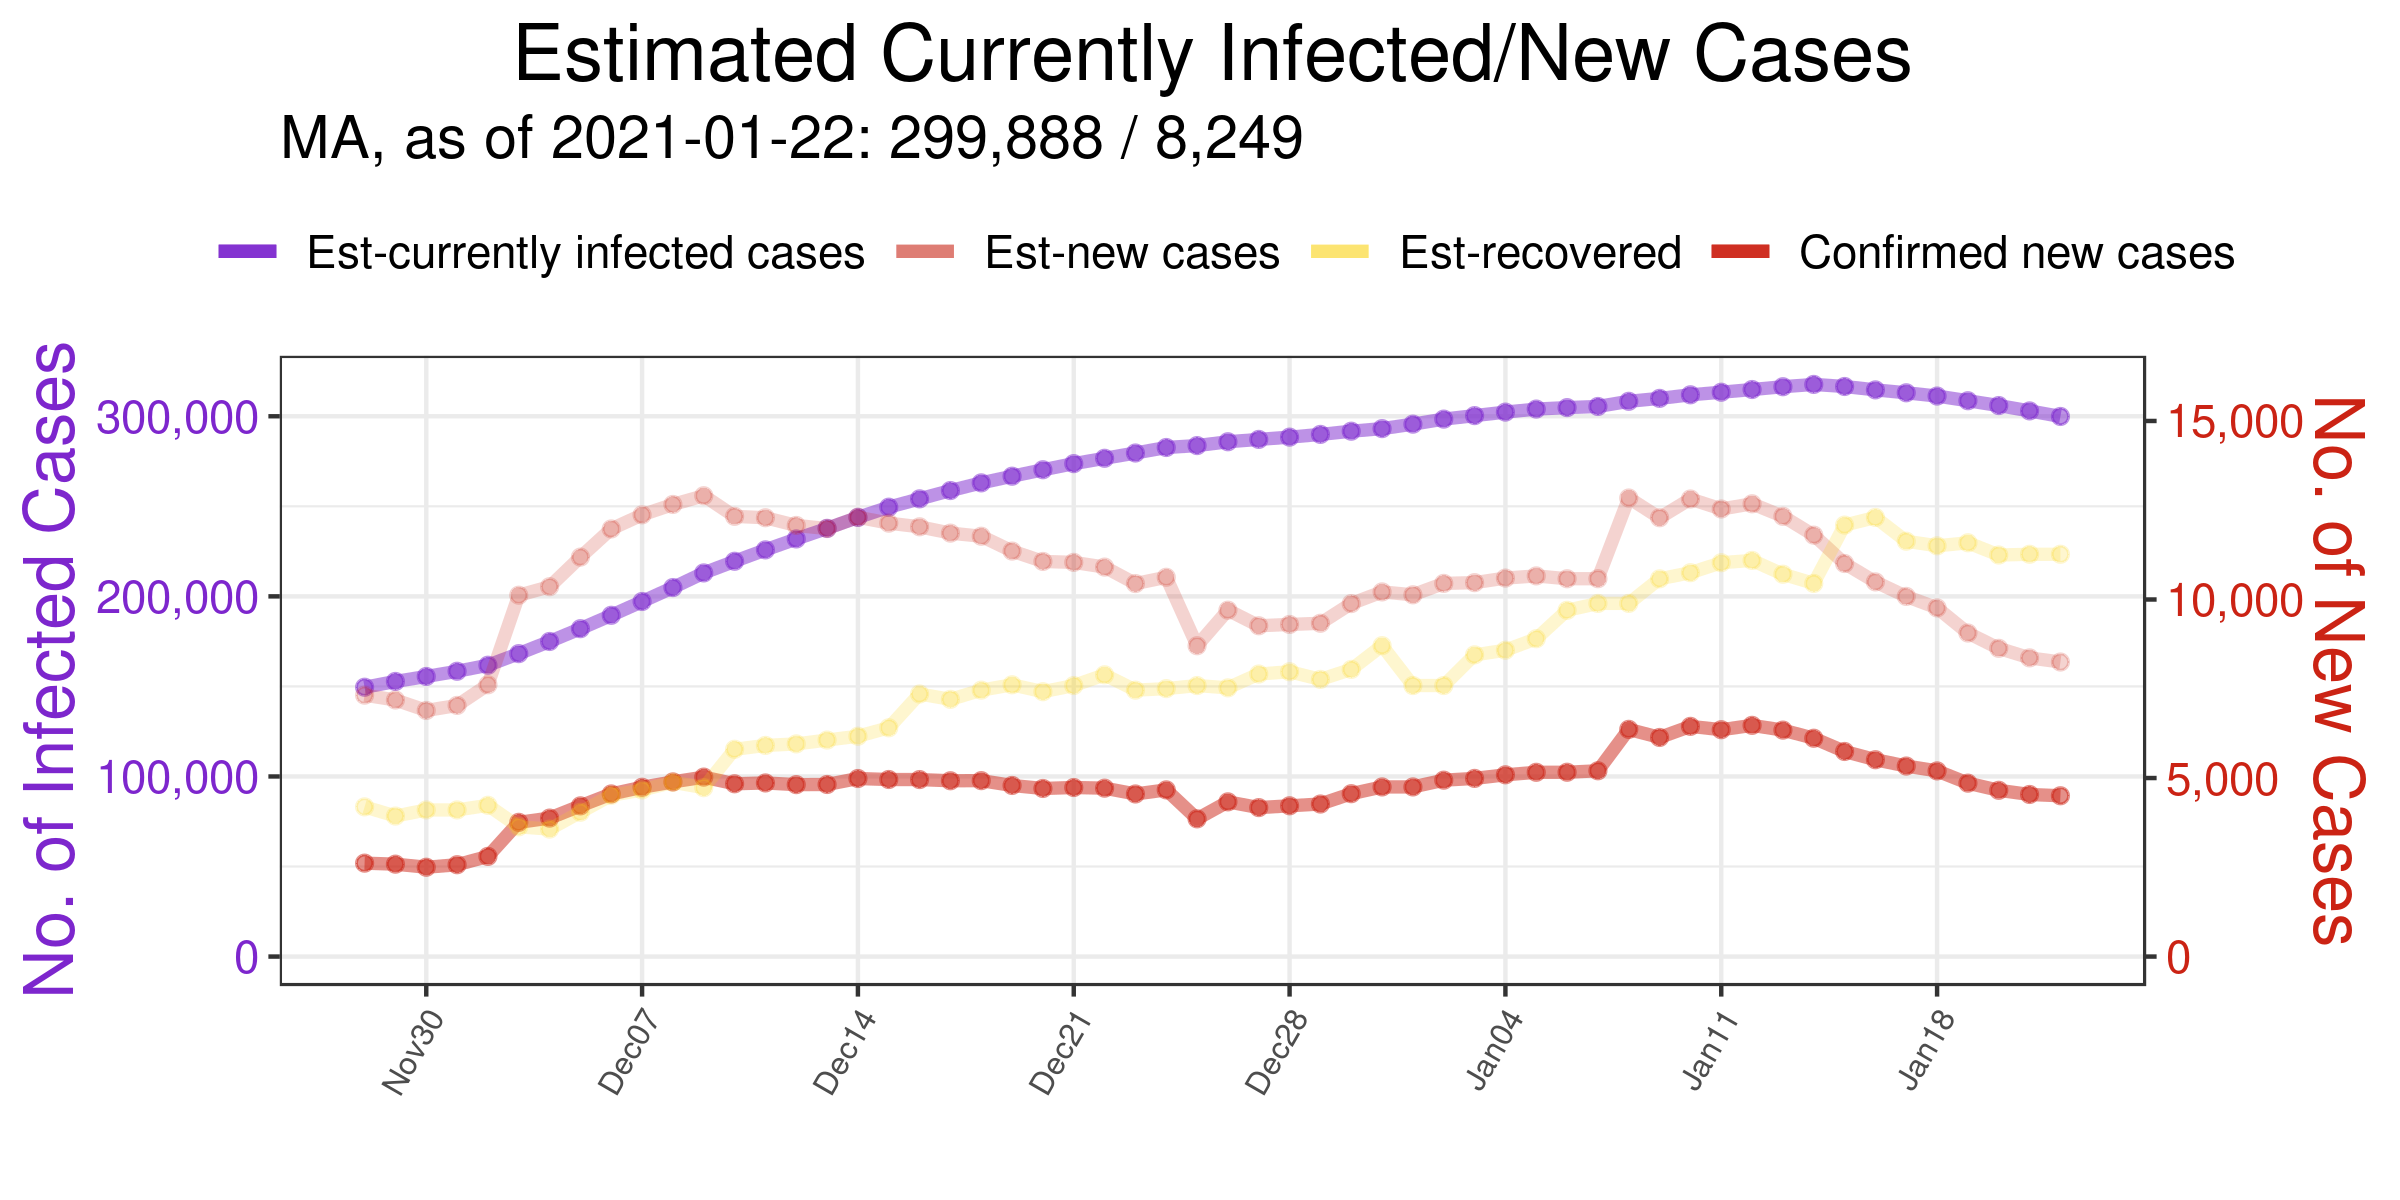 Estimated Currently Infected/New Cases
MA, as of 2021-01-22: 299,888 / 8,249
Est-currently infected cases Est-new cases Est-recovered Confirmed new cases
No. of Infected Cases
300,000
200,000
100,000
0
15,000
10,000
5,000
0
No. of New Cases
Nov30 Dec07 Dec14 Dec21 Dec28 Jan04 Jan11 Jan18